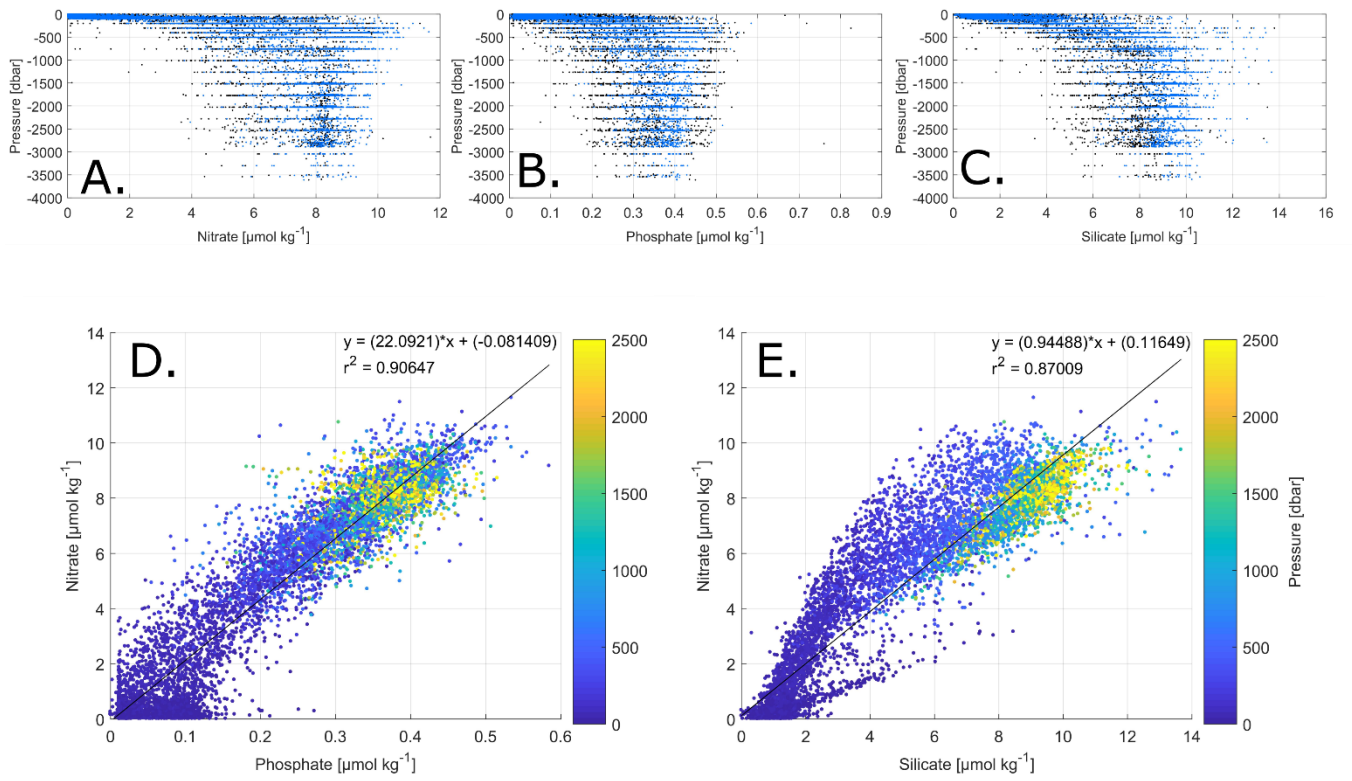 0
-500
-1000
-1500
-2000
-2500
-3000
-3500
-4000
Pressure [dbar]
A.
0 2 4 6 8 10 12
Nitrate [µmol kg-1]
0
-500
-1000
-1500
-2000
-2500
-3000
-3500
-4000
Pressure [dbar]
B.
0 0.1 0.2 0.3 0.4 0.5 0.6 0.7 0.8 0.9
Phosphate [µmol kg-1]
0
-500
-1000
-1500
-2000
-2500
-3000
-3500
-4000
Pressure [dbar]
C.
0 2 4 6 8 10 12 14 16
Silicate [µmol kg-1]
D.
y = (22.0921)*x + (-0.081409)
r2 = 0.90647
14
12
10
8
6
4
2
0
Nitrate [µmol kg-1]
0 0.1 0.2 0.3 0.4 0.5 0.6
Phosphate [µmol kg-1]
2500
2000
1500
1000
500
0
E.
y = (0.94488)*x + (0.11649)
r2 = 0.87009
14
12
10
8
6
4
2
0
Nitrate [µmol kg-1]
0 2 4 6 8 10 12 14
Silicate [µmol kg-1]
2500
2000
1500
1000
500
0
Pressure [dbar]